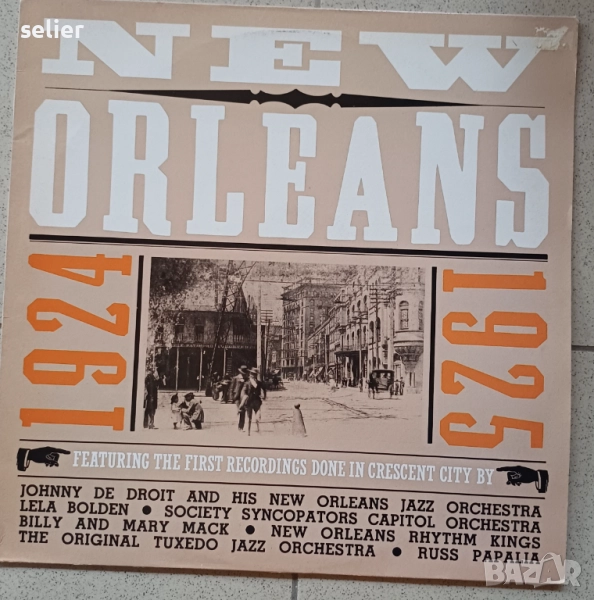 selier
NEW
ORLEANS
1924
1925
FEATURING THE FIRST RECORDINGS DONE IN CRESCENT CITY BY
JOHNNY DE DROIT AND HIS NEW ORLEANS JAZZ ORCHESTRA
LELA BOLDEN • SOCIETY SYNCOPATORS CAPITOL ORCHESTRA
BILLY AND MARY MACK • NEW ORLEANS RHYTHM KINGS
THE ORIGINAL TUXEDO JAZZ ORCHESTRA • RUSS PAPALIA
BAZAR